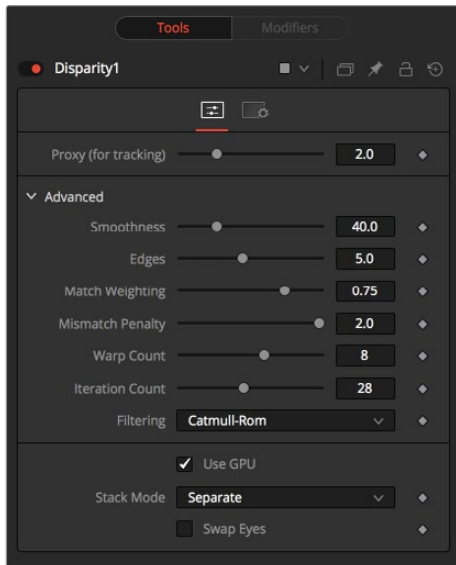 Tools Modifiers
Disparity1
Proxy (for tracking) 2.0
Advanced
Smoothness 40.0
Edges 5.0
Match Weighting 0.75
Mismatch Penalty 2.0
Warp Count 8
Iteration Count 28
Filtering Catmull-Rom
Use GPU
Stack Mode Separate
Swap Eyes